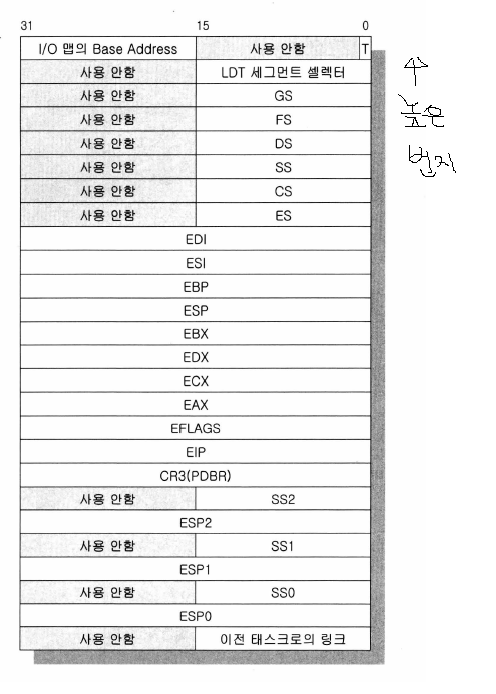 31 15 0
I/O 맵의 Base Address 사용 안함 T
사용 안함 LDT 세그먼트 셀렉터
사용 안함 GS
사용 안함 FS
사용 안함 DS
사용 안함 SS
사용 안함 CS
사용 안함 ES
EDI
ESI
EBP
ESP
EBX
EDX
ECX
EAX
EFLAGS
EIP
CR3(PDBR)
사용 안함 SS2
ESP2
사용 안함 SS1
ESP1
사용 안함 SS0
ESP0
사용 안함 이전 태스크로의 링크
↑
높은
번지